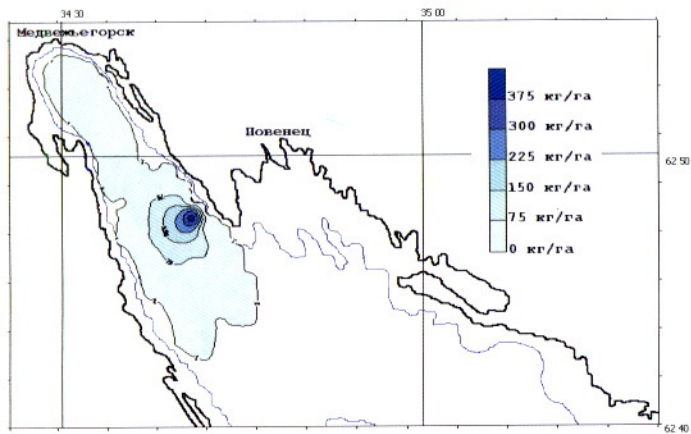 34 30
35 00
Медвежьегорск
Повенец
375 кг/га
300 кг/га
225 кг/га
150 кг/га
75 кг/га
0 кг/га
62 50
62 40